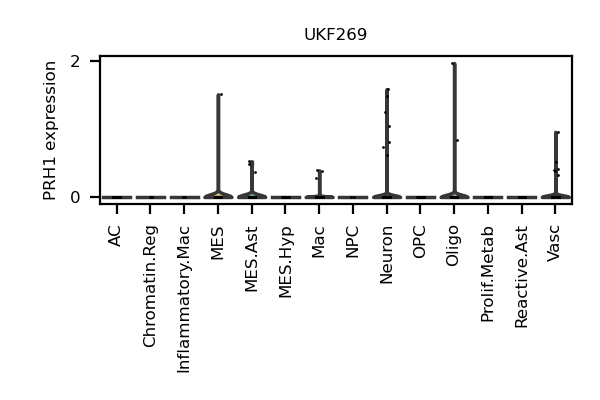 UKF269
PRH1 expression
2
0
AC
Chromatin.Reg
Inflammatory.Mac
MES
MES.Ast
MES.Hyp
Mac
NPC
Neuron
OPC
Oligo
Prolif.Metab
Reactive.Ast
Vasc